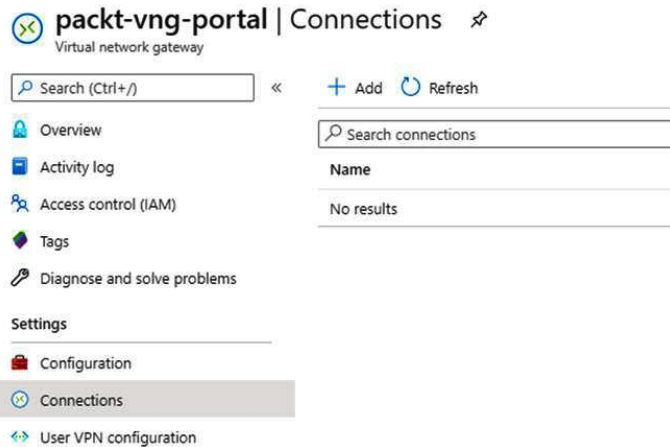 packt-vng-portal | Connections
Virtual network gateway
Search (Ctrl+/)
«
Overview
Activity log
Access control (IAM)
Tags
Diagnose and solve problems
Settings
Configuration
Connections
User VPN configuration
Add Refresh
Search connections
Name
No results